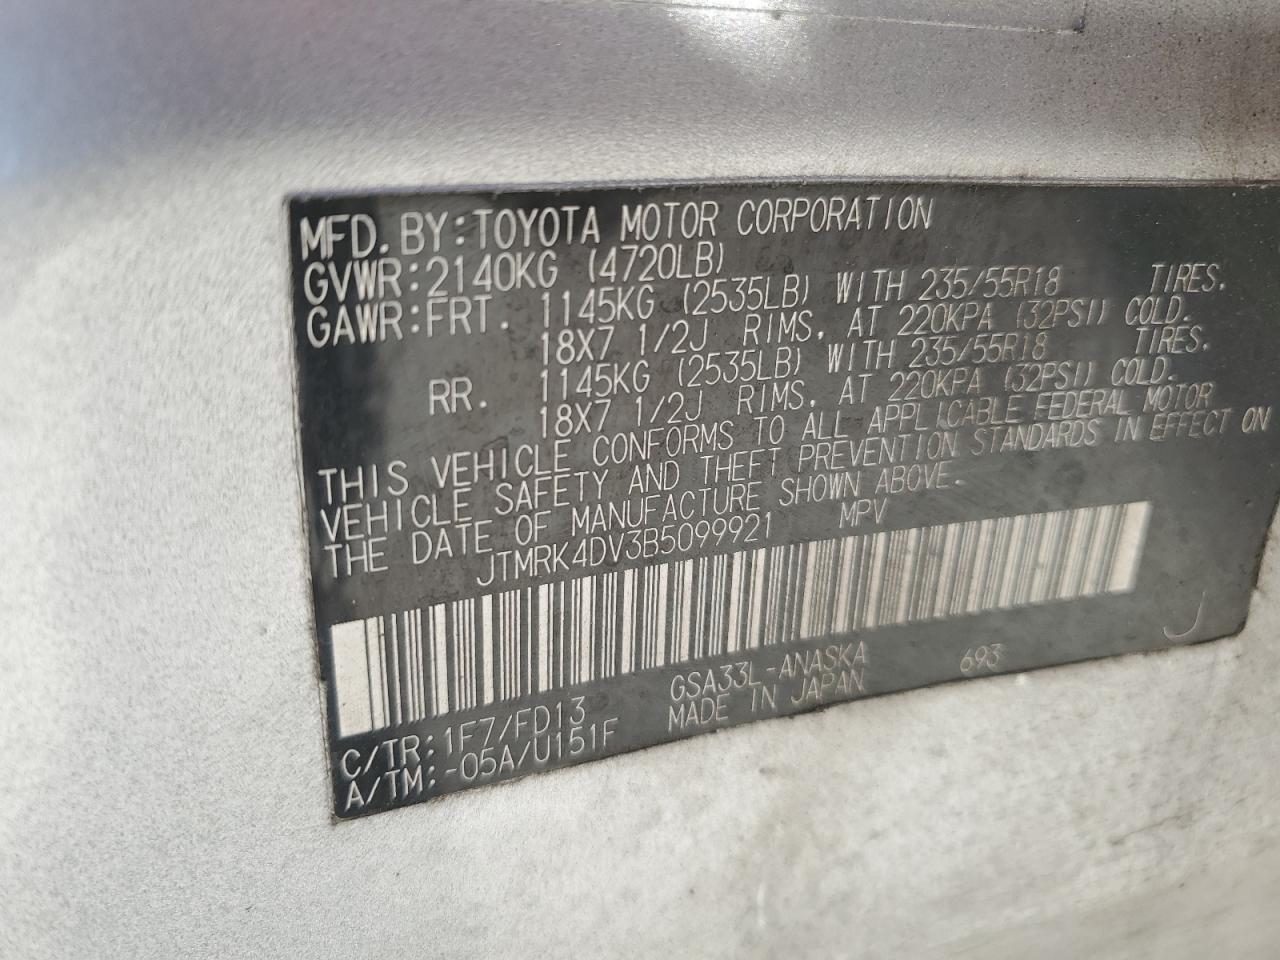 MFD. BY: TOYOTA MOTOR CORPORATION
GVWR: 2140KG (4720LB)
GAWR: FRT. 1145KG (2535LB) WITH 235/55R18 TIRES.
18X7 1/2J RIMS, AT 220KPA (32PSI) COLD.
RR. 1145KG (2535LB) WITH 235/55R18 TIRES.
18X7 1/2J RIMS, AT 220KPA (32PSI) COLD.
THIS VEHICLE CONFORMS TO ALL APPLICABLE FEDERAL MOTOR
VEHICLE SAFETY AND THEFT PREVENTION STANDARDS IN EFFECT ON
THE DATE OF MANUFACTURE SHOWN ABOVE.
JTMRK4DV3B5099921 MPV
J
C/TR: 1F7/FD13 GSA33L-ANASKA 693
A/TM: -05A/U151F MADE IN JAPAN